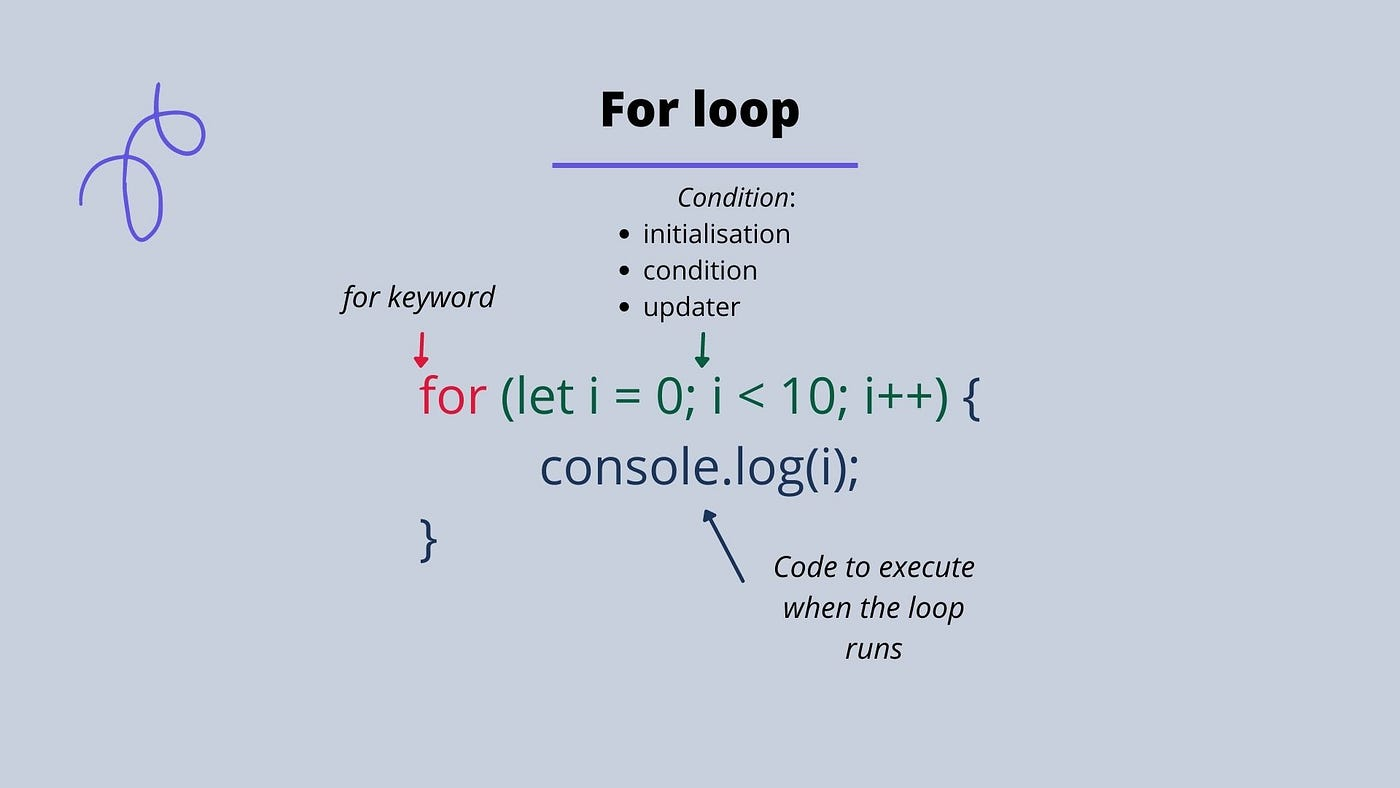 For loop
Condition:
• initialisation
• condition
• updater
for keyword
for (let i = 0; i < 10; i++) {
console.log(i);
}
Code to execute
when the loop
runs